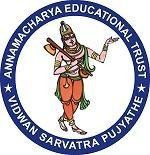 ANNAMACHARYA EDUCATIONAL TRUST
VIDWAN SARVATRA PUJYATHE